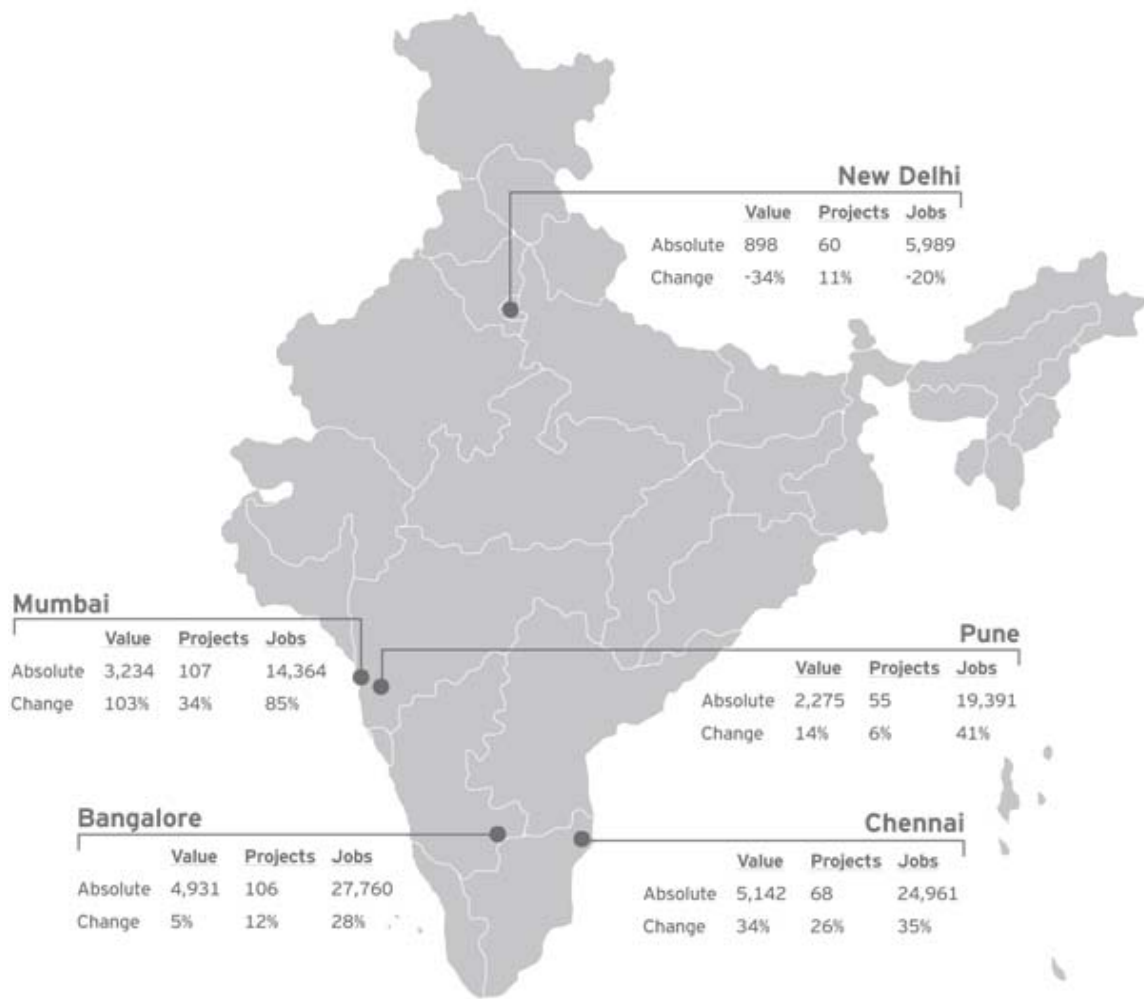 New Delhi
Value Projects Jobs
Absolute 898 60 5,989
Change -34% 11% -20%
Mumbai
Value Projects Jobs
Absolute 3,234 107 14,364
Change 103% 34% 85%
Pune
Value Projects Jobs
Absolute 2,275 55 19,391
Change 14% 6% 41%
Bangalore
Value Projects Jobs
Absolute 4,931 106 27,760
Change 5% 12% 28%
Chennai
Value Projects Jobs
Absolute 5,142 68 24,961
Change 34% 26% 35%